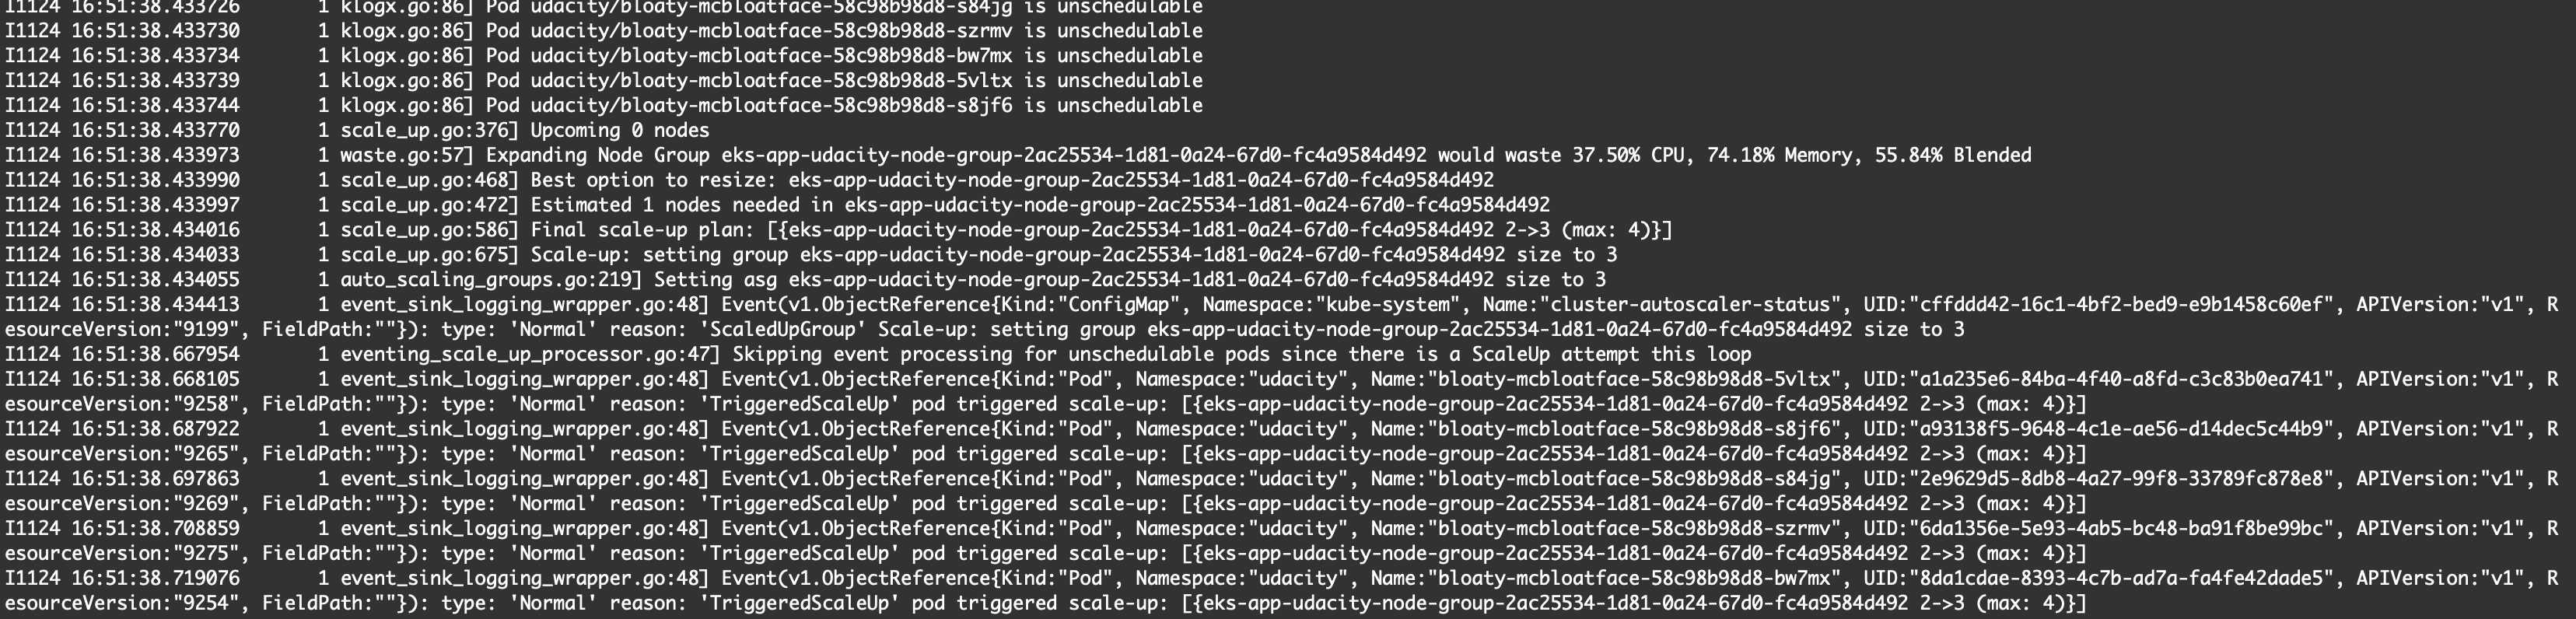 I1124 16:51:38.433726       1 klogx.go:86] Pod udacity/bloaty-mcbloatface-58c98b98d8-s84jg is unschedulable
I1124 16:51:38.433730       1 klogx.go:86] Pod udacity/bloaty-mcbloatface-58c98b98d8-szrmv is unschedulable
I1124 16:51:38.433734       1 klogx.go:86] Pod udacity/bloaty-mcbloatface-58c98b98d8-bw7mx is unschedulable
I1124 16:51:38.433739       1 klogx.go:86] Pod udacity/bloaty-mcbloatface-58c98b98d8-5vltx is unschedulable
I1124 16:51:38.433744       1 klogx.go:86] Pod udacity/bloaty-mcbloatface-58c98b98d8-s8jf6 is unschedulable
I1124 16:51:38.433770       1 scale_up.go:376] Upcoming 0 nodes
I1124 16:51:38.433973       1 waste.go:57] Expanding Node Group eks-app-udacity-node-group-2ac25534-1d81-0a24-67d0-fc4a9584d492 would waste 37.50% CPU, 74.18% Memory, 55.84% Blended
I1124 16:51:38.433990       1 scale_up.go:468] Best option to resize: eks-app-udacity-node-group-2ac25534-1d81-0a24-67d0-fc4a9584d492
I1124 16:51:38.433997       1 scale_up.go:472] Estimated 1 nodes needed in eks-app-udacity-node-group-2ac25534-1d81-0a24-67d0-fc4a9584d492
I1124 16:51:38.434016       1 scale_up.go:586] Final scale-up plan: [{eks-app-udacity-node-group-2ac25534-1d81-0a24-67d0-fc4a9584d492 2->3 (max: 4)}]
I1124 16:51:38.434033       1 scale_up.go:675] Scale-up: setting group eks-app-udacity-node-group-2ac25534-1d81-0a24-67d0-fc4a9584d492 size to 3
I1124 16:51:38.434055       1 auto_scaling_groups.go:219] Setting asg eks-app-udacity-node-group-2ac25534-1d81-0a24-67d0-fc4a9584d492 size to 3
I1124 16:51:38.434413       1 event_sink_logging_wrapper.go:48] Event(v1.ObjectReference{Kind:"ConfigMap", Namespace:"kube-system", Name:"cluster-autoscaler-status", UID:"cffddd42-16c1-4bf2-bed9-e9b1458c60ef", APIVersion:"v1", R
esourceVersion:"9199", FieldPath:""}): type: 'Normal' reason: 'ScaledUpGroup' Scale-up: setting group eks-app-udacity-node-group-2ac25534-1d81-0a24-67d0-fc4a9584d492 size to 3
I1124 16:51:38.667954       1 eventing_scale_up_processor.go:47] Skipping event processing for unschedulable pods since there is a ScaleUp attempt this loop
I1124 16:51:38.668105       1 event_sink_logging_wrapper.go:48] Event(v1.ObjectReference{Kind:"Pod", Namespace:"udacity", Name:"bloaty-mcbloatface-58c98b98d8-5vltx", UID:"a1a235e6-84ba-4f40-a8fd-c3c83b0ea741", APIVersion:"v1", R
esourceVersion:"9258", FieldPath:""}): type: 'Normal' reason: 'TriggeredScaleUp' pod triggered scale-up: [{eks-app-udacity-node-group-2ac25534-1d81-0a24-67d0-fc4a9584d492 2->3 (max: 4)}]
I1124 16:51:38.687922       1 event_sink_logging_wrapper.go:48] Event(v1.ObjectReference{Kind:"Pod", Namespace:"udacity", Name:"bloaty-mcbloatface-58c98b98d8-s8jf6", UID:"a93138f5-9648-4c1e-ae56-d14dec5c44b9", APIVersion:"v1", R
esourceVersion:"9265", FieldPath:""}): type: 'Normal' reason: 'TriggeredScaleUp' pod triggered scale-up: [{eks-app-udacity-node-group-2ac25534-1d81-0a24-67d0-fc4a9584d492 2->3 (max: 4)}]
I1124 16:51:38.697863       1 event_sink_logging_wrapper.go:48] Event(v1.ObjectReference{Kind:"Pod", Namespace:"udacity", Name:"bloaty-mcbloatface-58c98b98d8-s84jg", UID:"2e9629d5-8db8-4a27-99f8-33789fc878e8", APIVersion:"v1", R
esourceVersion:"9269", FieldPath:""}): type: 'Normal' reason: 'TriggeredScaleUp' pod triggered scale-up: [{eks-app-udacity-node-group-2ac25534-1d81-0a24-67d0-fc4a9584d492 2->3 (max: 4)}]
I1124 16:51:38.708859       1 event_sink_logging_wrapper.go:48] Event(v1.ObjectReference{Kind:"Pod", Namespace:"udacity", Name:"bloaty-mcbloatface-58c98b98d8-szrmv", UID:"6da1356e-5e93-4ab5-bc48-ba91f8be99bc", APIVersion:"v1", R
esourceVersion:"9275", FieldPath:""}): type: 'Normal' reason: 'TriggeredScaleUp' pod triggered scale-up: [{eks-app-udacity-node-group-2ac25534-1d81-0a24-67d0-fc4a9584d492 2->3 (max: 4)}]
I1124 16:51:38.719076       1 event_sink_logging_wrapper.go:48] Event(v1.ObjectReference{Kind:"Pod", Namespace:"udacity", Name:"bloaty-mcbloatface-58c98b98d8-bw7mx", UID:"8da1cdae-8393-4c7b-ad7a-fa4fe42dade5", APIVersion:"v1", R
esourceVersion:"9254", FieldPath:""}): type: 'Normal' reason: 'TriggeredScaleUp' pod triggered scale-up: [{eks-app-udacity-node-group-2ac25534-1d81-0a24-67d0-fc4a9584d492 2->3 (max: 4)}]